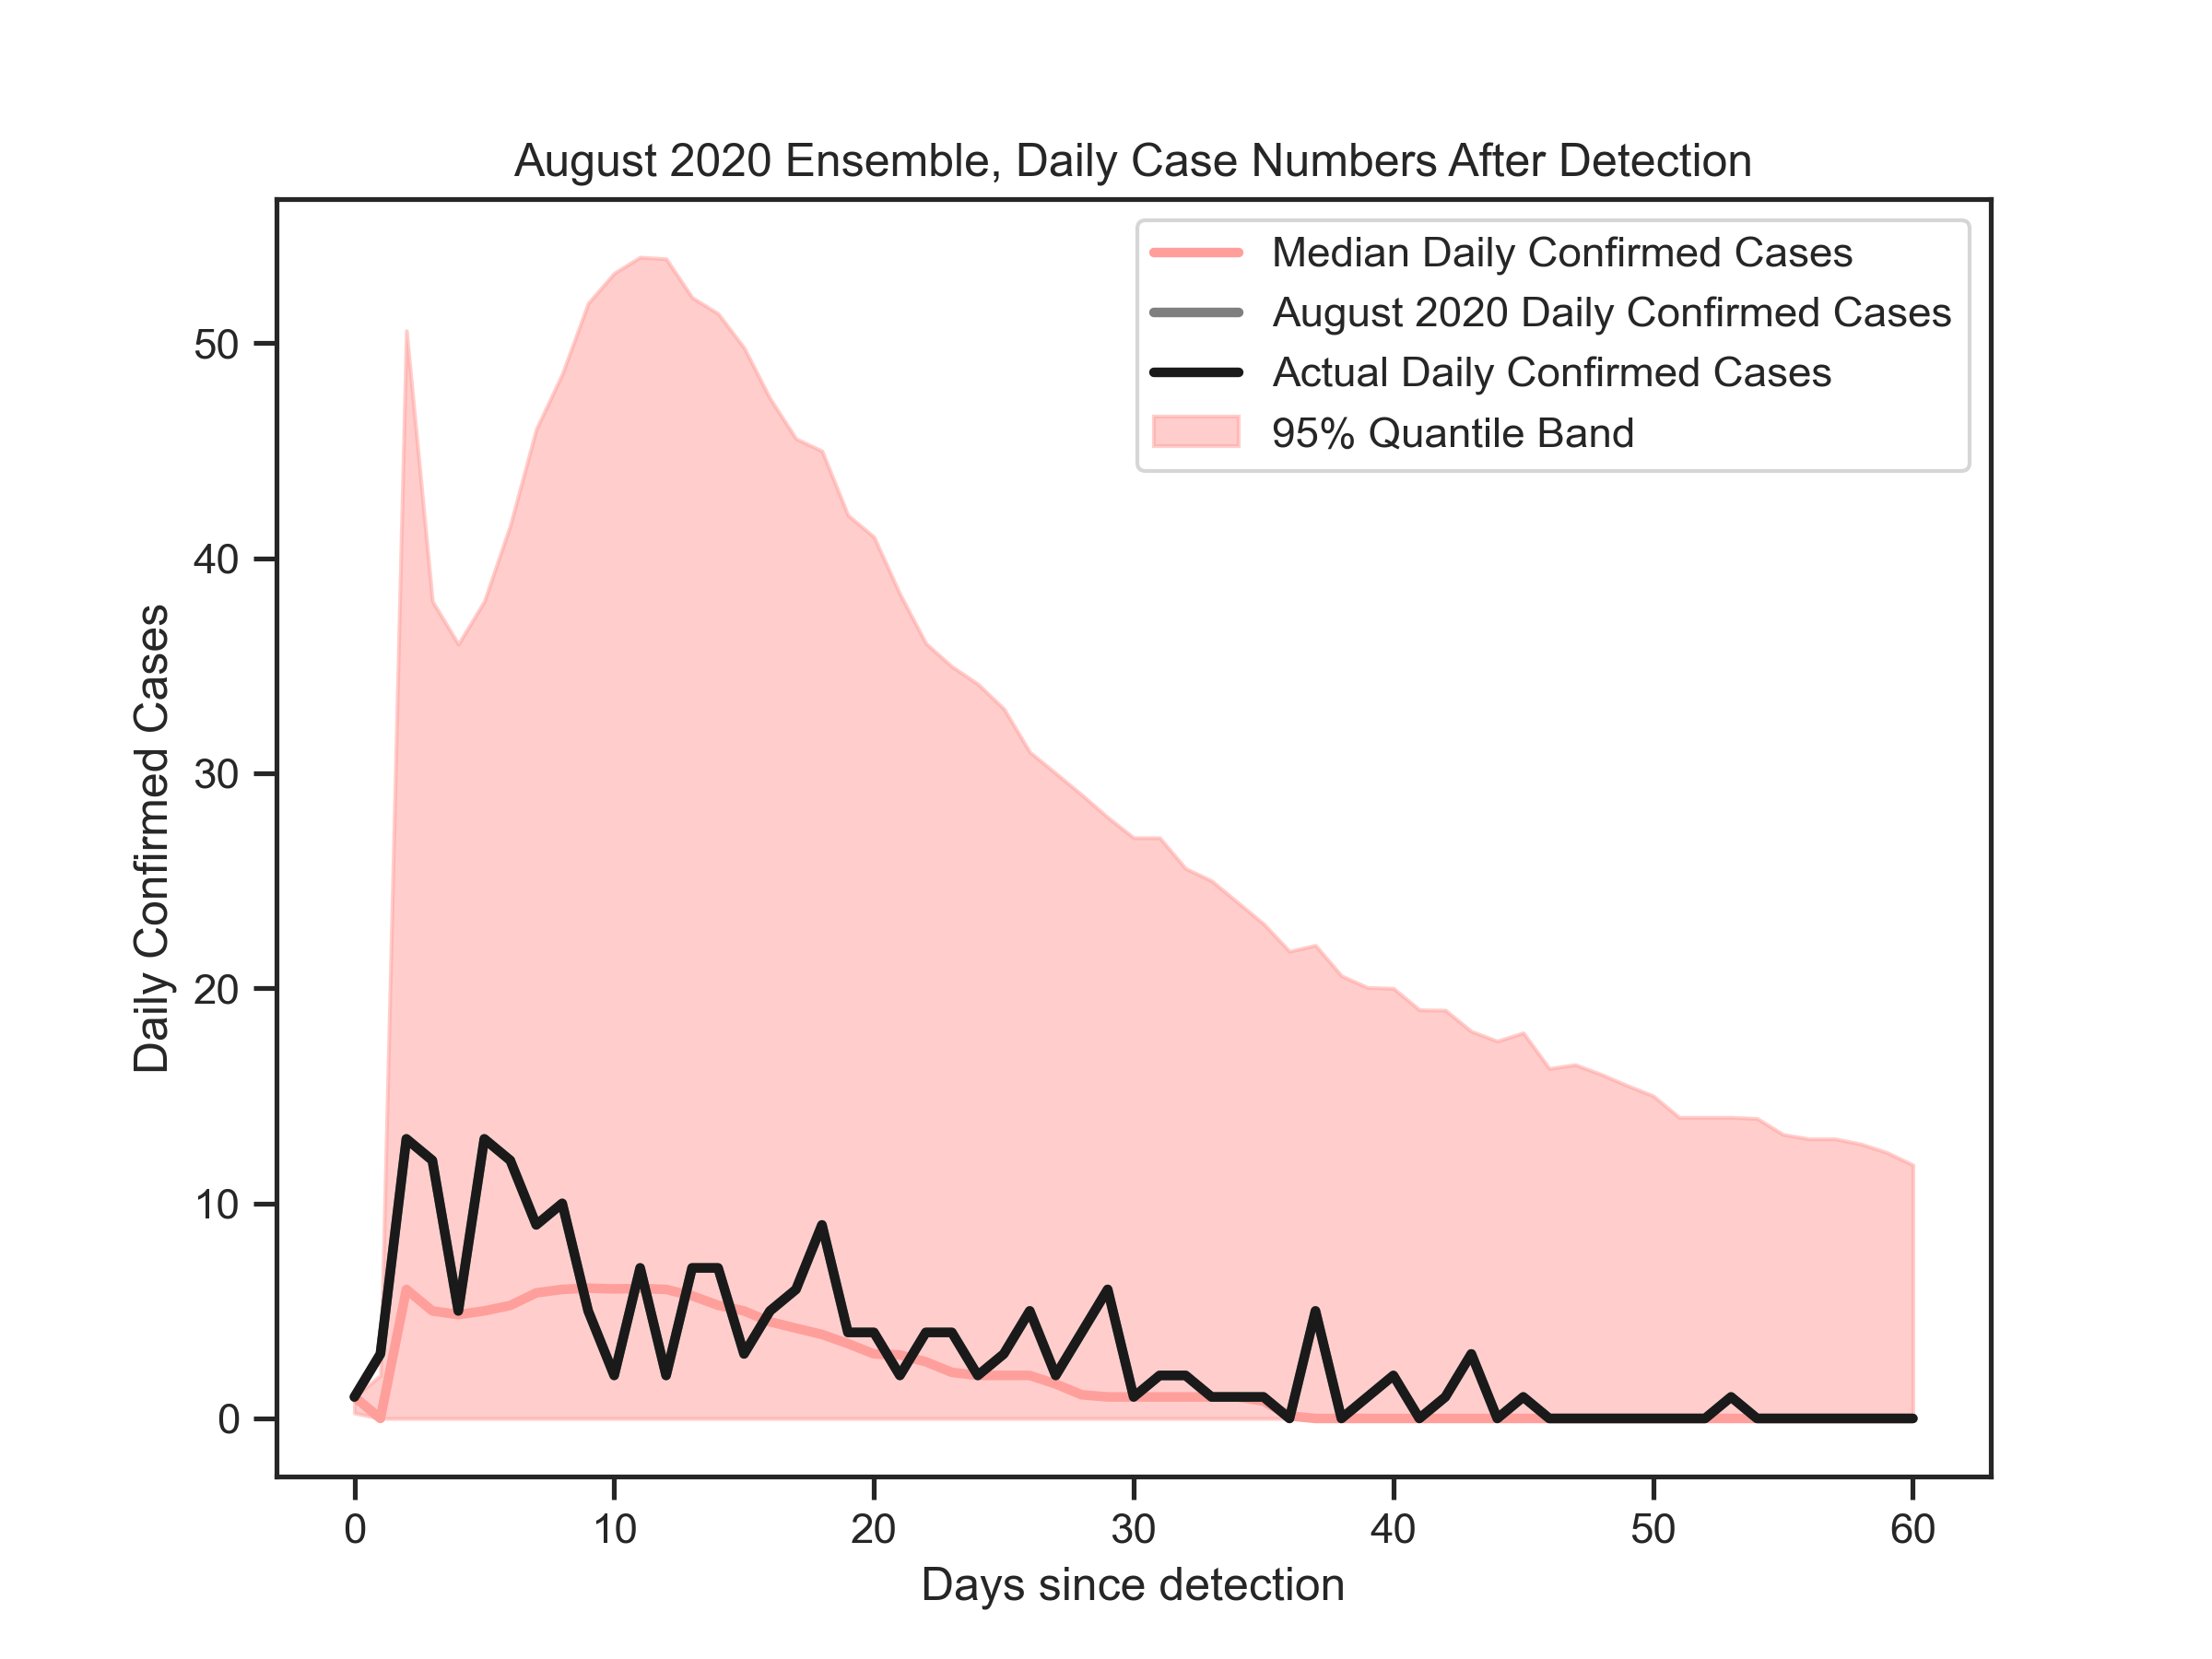 August 2020 Ensemble, Daily Case Numbers After Detection
Median Daily Confirmed Cases
August 2020 Daily Confirmed Cases
Actual Daily Confirmed Cases
95% Quantile Band
Daily Confirmed Cases
50
40
30
20
10
0
0 10 20 30 40 50 60
Days since detection